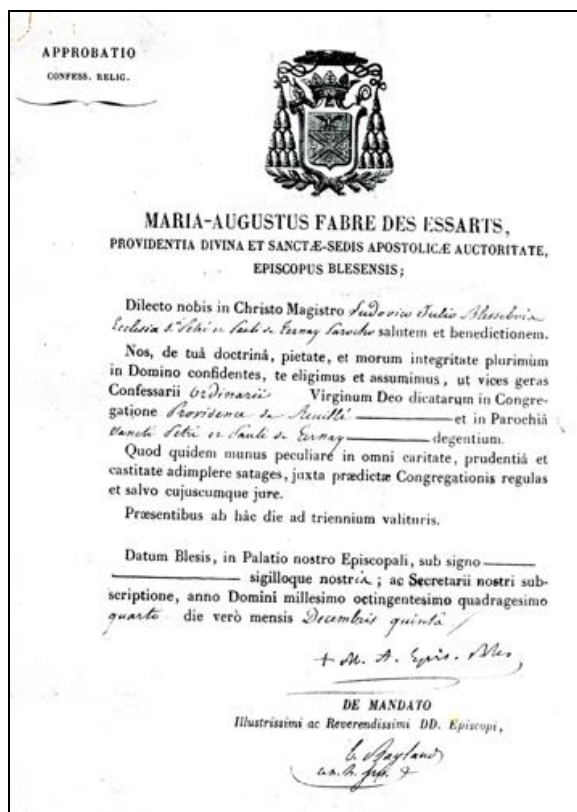 APPROBATIO
CONFESS. RELIG.
MARIA-AUGUSTUS FABRE DES ESSARTS,
PROVIDENTIA DIVINA ET SANCTÆ-SEDIS APOSTOLICÆ AUCTORITATE,
EPISCOPUS BLESENSIS;
Dilecto nobis in Christo Magistro Ludovico Julio
Ecclesiæ Sti Petri et Pauli de Ternay Parocho salutem et benedictionem.
Nos, de tuâ doctrinâ, pietate, et morum integritate plurimùm
in Domino confidentes, te eligimus et assumimus, ut vices geras
Confessarii Ordinarii Virginum Deo dicatarum in Congre-
gatione Providence de Ruillé et in Parochiâ
Sancti Petri et Pauli de Ternay degentium.
Quod quidem munus peculiare in omni caritate, prudentiâ et
castitate adimplere satages, juxta prædictæ Congregationis regulas
et salvo cujuscumque jure.
Præsentibus ab hâc die ad triennium valituris.
Datum Blesis, in Palatio nostro Episcopali, sub signo
sigilloque nostris; ac Secretarii nostri sub-
scriptione, anno Domini millesimo octingentesimo quadragesimo
quarto die verò mensis Decembris quintâ
+ M. A. Epis. Bles
DE MANDATO
Illustrissimi ac Reverendissimi DD. Episcopi,